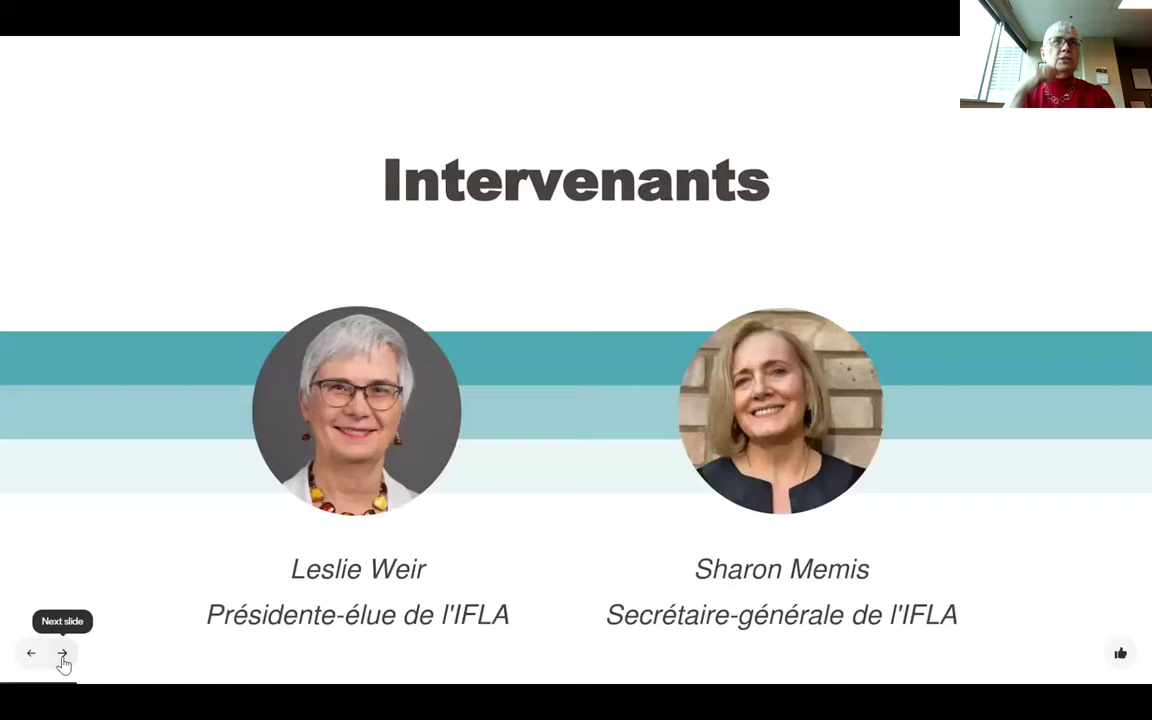 Intervenants
Leslie Weir
Présidente-élue de l'IFLA
Sharon Memis
Secrétaire-générale de l'IFLA
Next slide